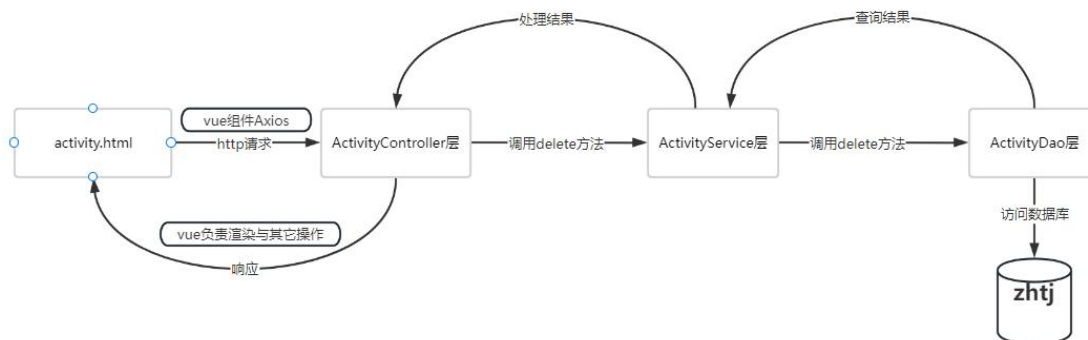 处理结果
查询结果
vue组件Axios
activity.html
http请求
ActivityController层
调用delete方法
ActivityService层
调用delete方法
ActivityDao层
访问数据库
vue负责渲染与其它操作
响应
zhtj